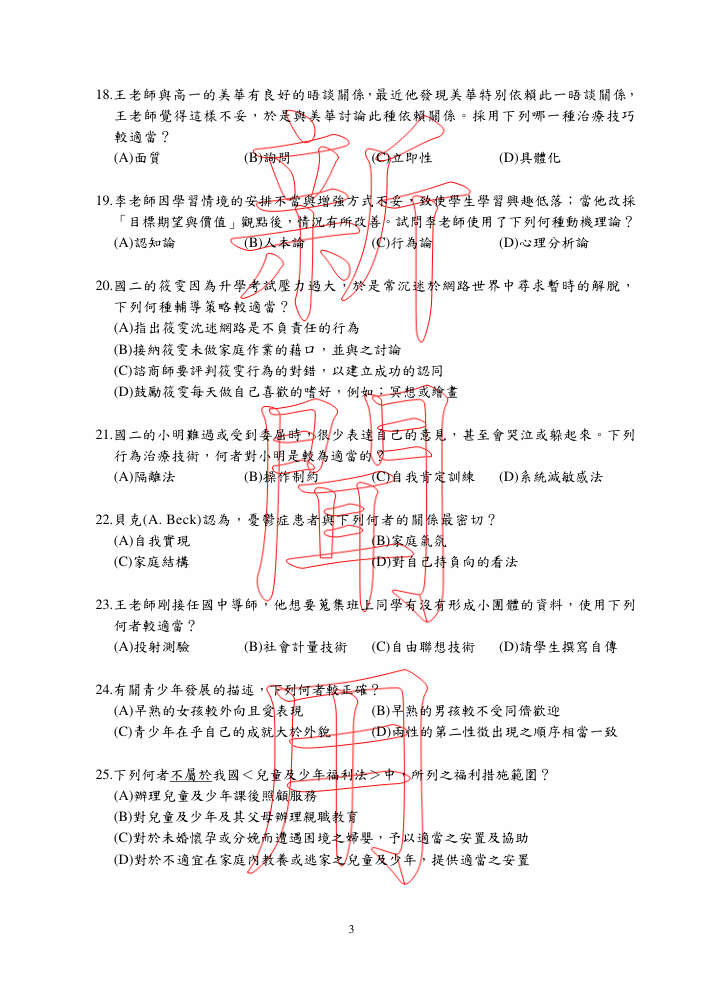 18.王老師與高一的美華有良好的晤談關係，最近他發現美華特別依賴此一晤談關係，
王老師覺得這樣不妥，於是與美華討論此種依賴關係。採用下列哪一種治療技巧
較適當？
(A)面質 (B)詢問 (C)立即性 (D)具體化
19.李老師因學習情境的安排不當與增強方式不妥，致使學生學習興趣低落；當他改採
「目標期望與價值」觀點後，情況有所改善。試問李老師使用了下列何種動機理論？
(A)認知論 (B)人本論 (C)行為論 (D)心理分析論
20.國二的筱雯因為升學考試壓力過大，於是常沉迷於網路世界中尋求暫時的解脫，
下列何種輔導策略較適當？
(A)指出筱雯沈迷網路是不負責任的行為
(B)接納筱雯未做家庭作業的藉口，並與之討論
(C)諮商師要評判筱雯行為的對錯，以建立成功的認同
(D)鼓勵筱雯每天做自己喜歡的嗜好，例如：冥想或繪畫
21.國二的小明難過或受到委屈時，很少表達自己的意見，甚至會哭泣或躲起來。下列
行為治療技術，何者對小明是較為適當的？
(A)隔離法 (B)操作制約 (C)自我肯定訓練 (D)系統減敏感法
22.貝克(A. Beck)認為，憂鬱症患者與下列何者的關係最密切？
(A)自我實現 (B)家庭氣氛
(C)家庭結構 (D)對自己持負向的看法
23.王老師剛接任國中導師，他想要蒐集班上同學有沒有形成小團體的資料，使用下列
何者較適當？
(A)投射測驗 (B)社會計量技術 (C)自由聯想技術 (D)請學生撰寫自傳
24.有關青少年發展的描述，下列何者較正確？
(A)早熟的女孩較外向且愛表現 (B)早熟的男孩較不受同儕歡迎
(C)青少年在乎自己的成就大於外貌 (D)兩性的第二性徵出現之順序相當一致
25.下列何者不屬於我國＜兒童及少年福利法＞中，所列之福利措施範圍？
(A)辦理兒童及少年課後照顧服務
(B)對兒童及少年及其父母辦理親職教育
(C)對於未婚懷孕或分娩而遭遇困境之婦嬰，予以適當之安置及協助
(D)對於不適宜在家庭內教養或逃家之兒童及少年，提供適當之安置
新聞用
3